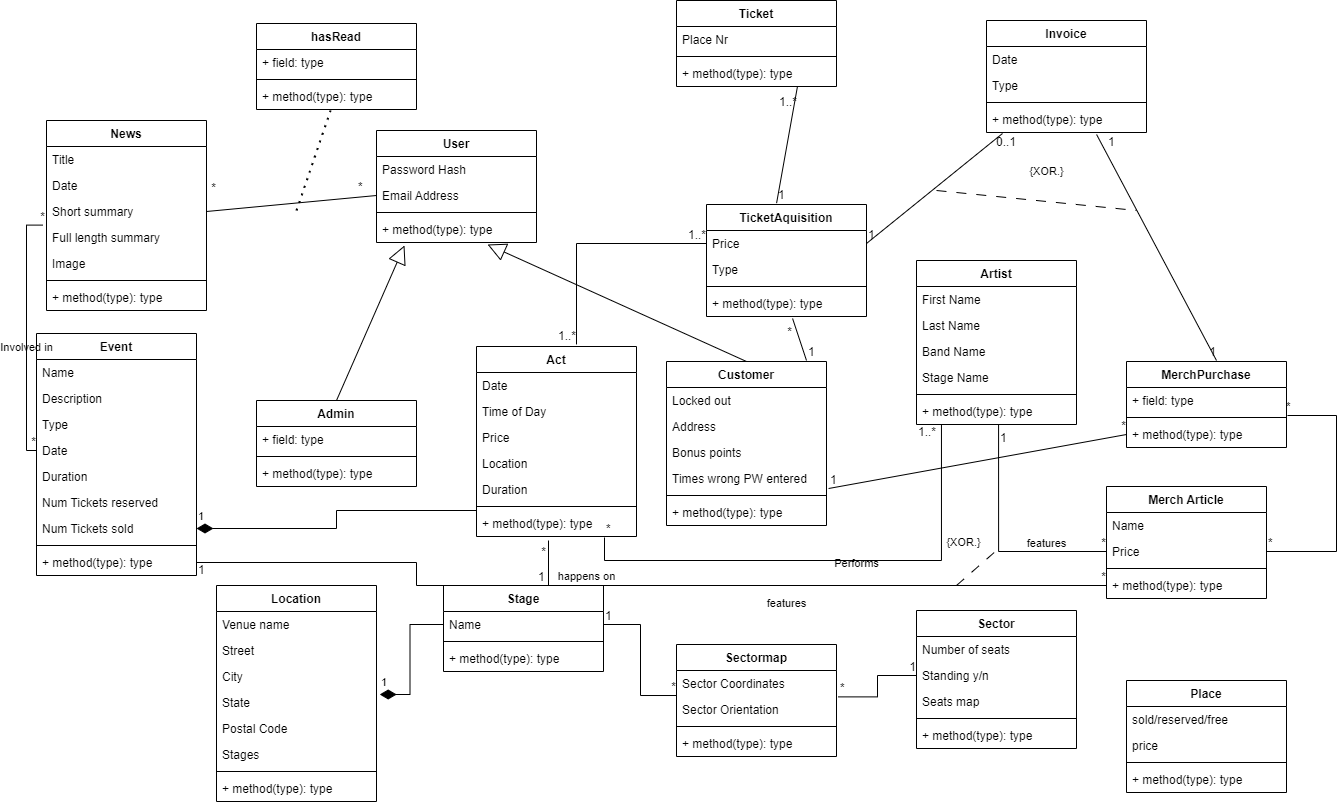 Ticket
Place Nr
+ method(type): type
Invoice
Date
Type
+ method(type): type
hasRead
+ field: type
+ method(type): type
News
Title
Date
Short summary
Full length summary
Image
+ method(type): type
User
Password Hash
Email Address
+ method(type): type
*
*
1..*
1
0..1
1
{XOR.}
TicketAquisition
Price
Type
+ method(type): type
1..*
1
*
1
1..*
Artist
First Name
Last Name
Band Name
Stage Name
+ method(type): type
1..*
1
*
Involved in
*
Event
Name
Description
Type
Date
Duration
Num Tickets reserved
Num Tickets sold
+ method(type): type
1
1
Admin
+ field: type
+ method(type): type
Act
Date
Time of Day
Price
Location
Duration
+ method(type): type
*
*
1
happens on
Customer
Locked out
Address
Bonus points
Times wrong PW entered
+ method(type): type
1
1
MerchPurchase
+ field: type
+ method(type): type
*
*
Merch Article
Name
Price
+ method(type): type
*
*
*
{XOR.}
features
Performs
features
Location
Venue name
Street
City
State
Postal Code
Stages
+ method(type): type
1
Stage
Name
+ method(type): type
1
Sectormap
Sector Coordinates
Sector Orientation
+ method(type): type
*
*
1
Sector
Number of seats
Standing y/n
Seats map
+ method(type): type
Place
sold/reserved/free
price
+ method(type): type